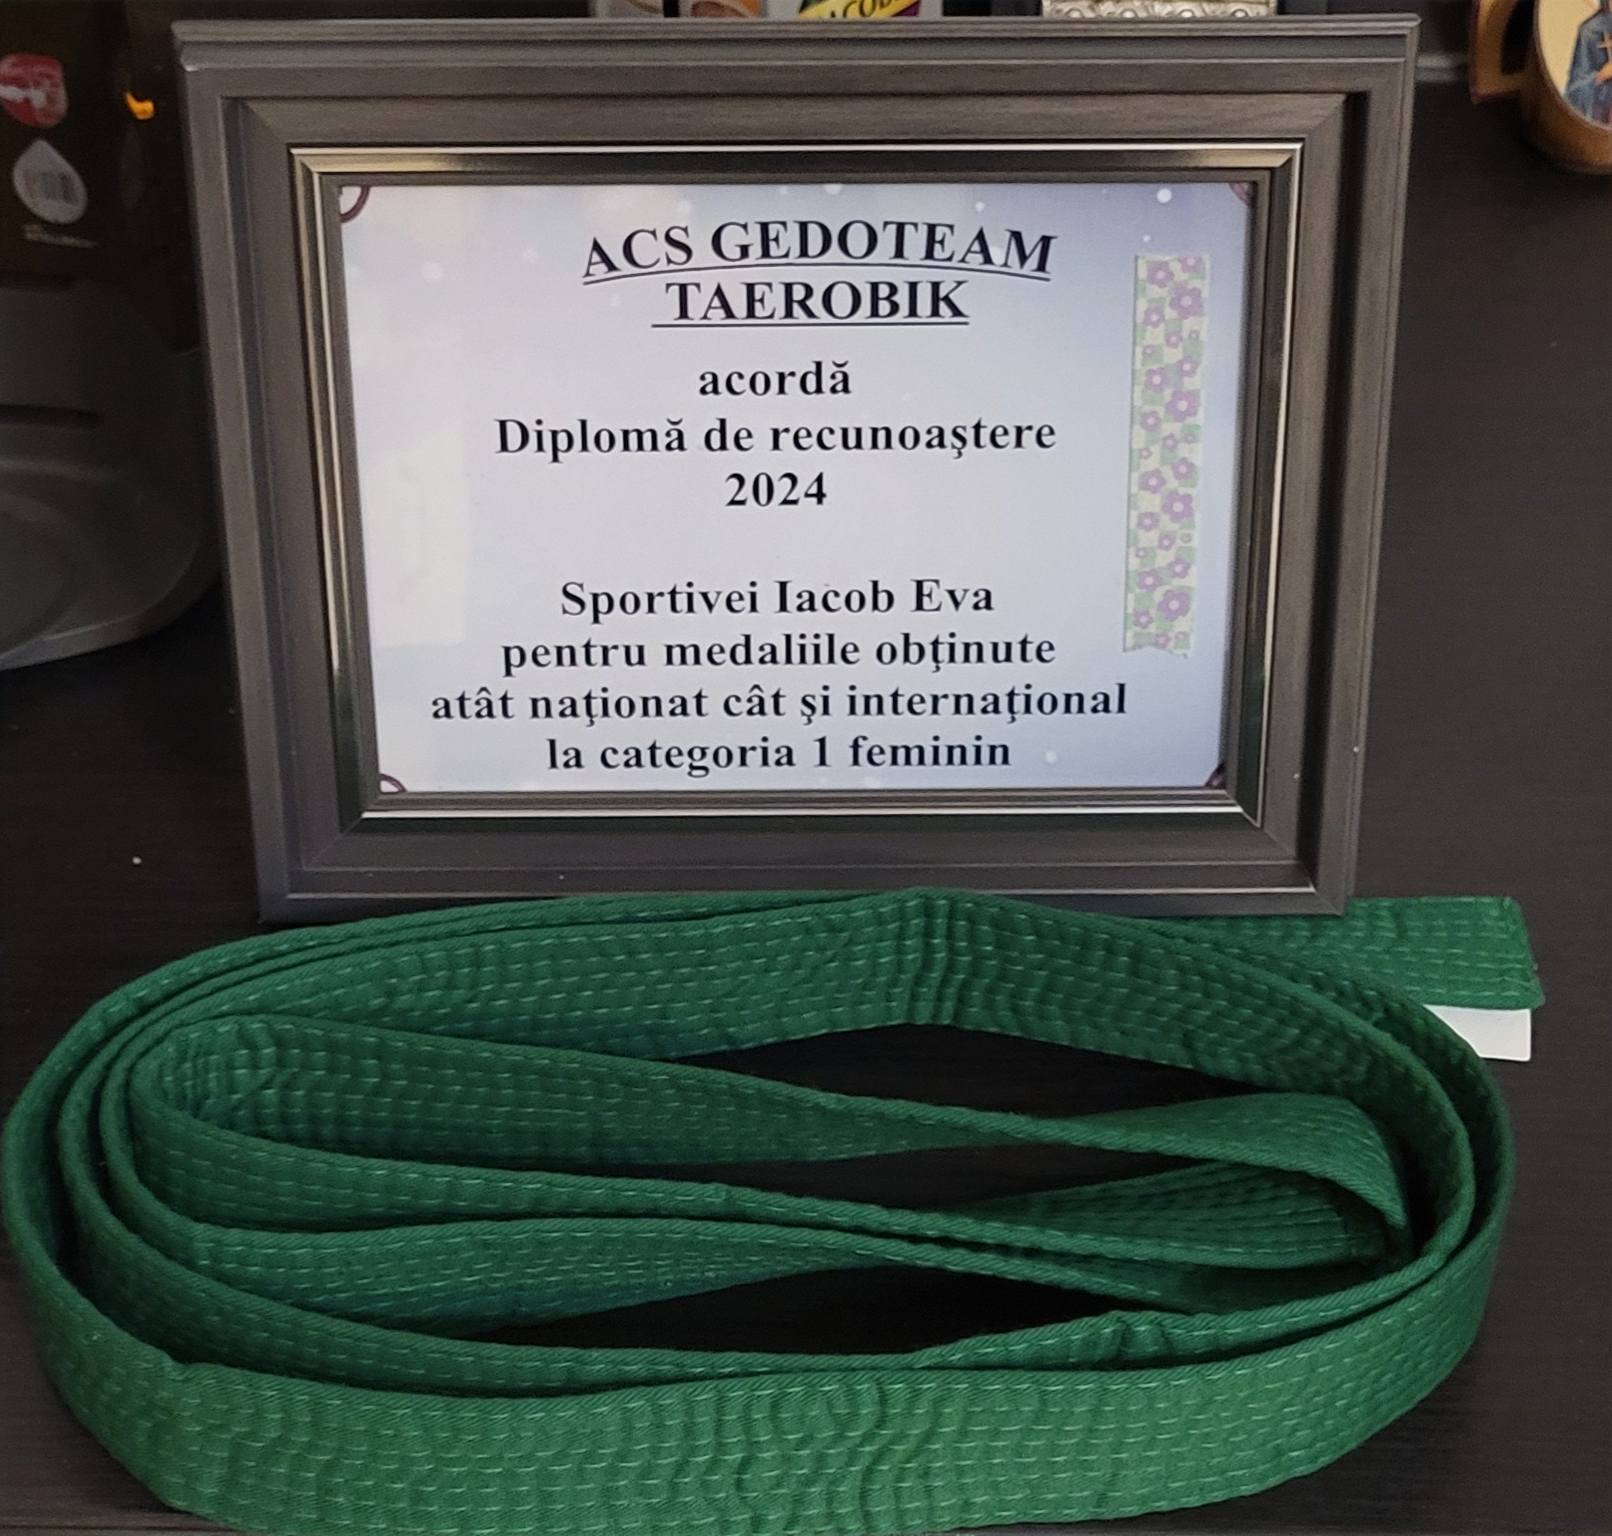 ACS GEDOTEAM
TAEROBIK
acordă
Diplomă de recunoaştere
2024
Sportivei Iacob Eva
pentru medaliile obţinute
atât naţionat cât şi internaţional
la categoria 1 feminin